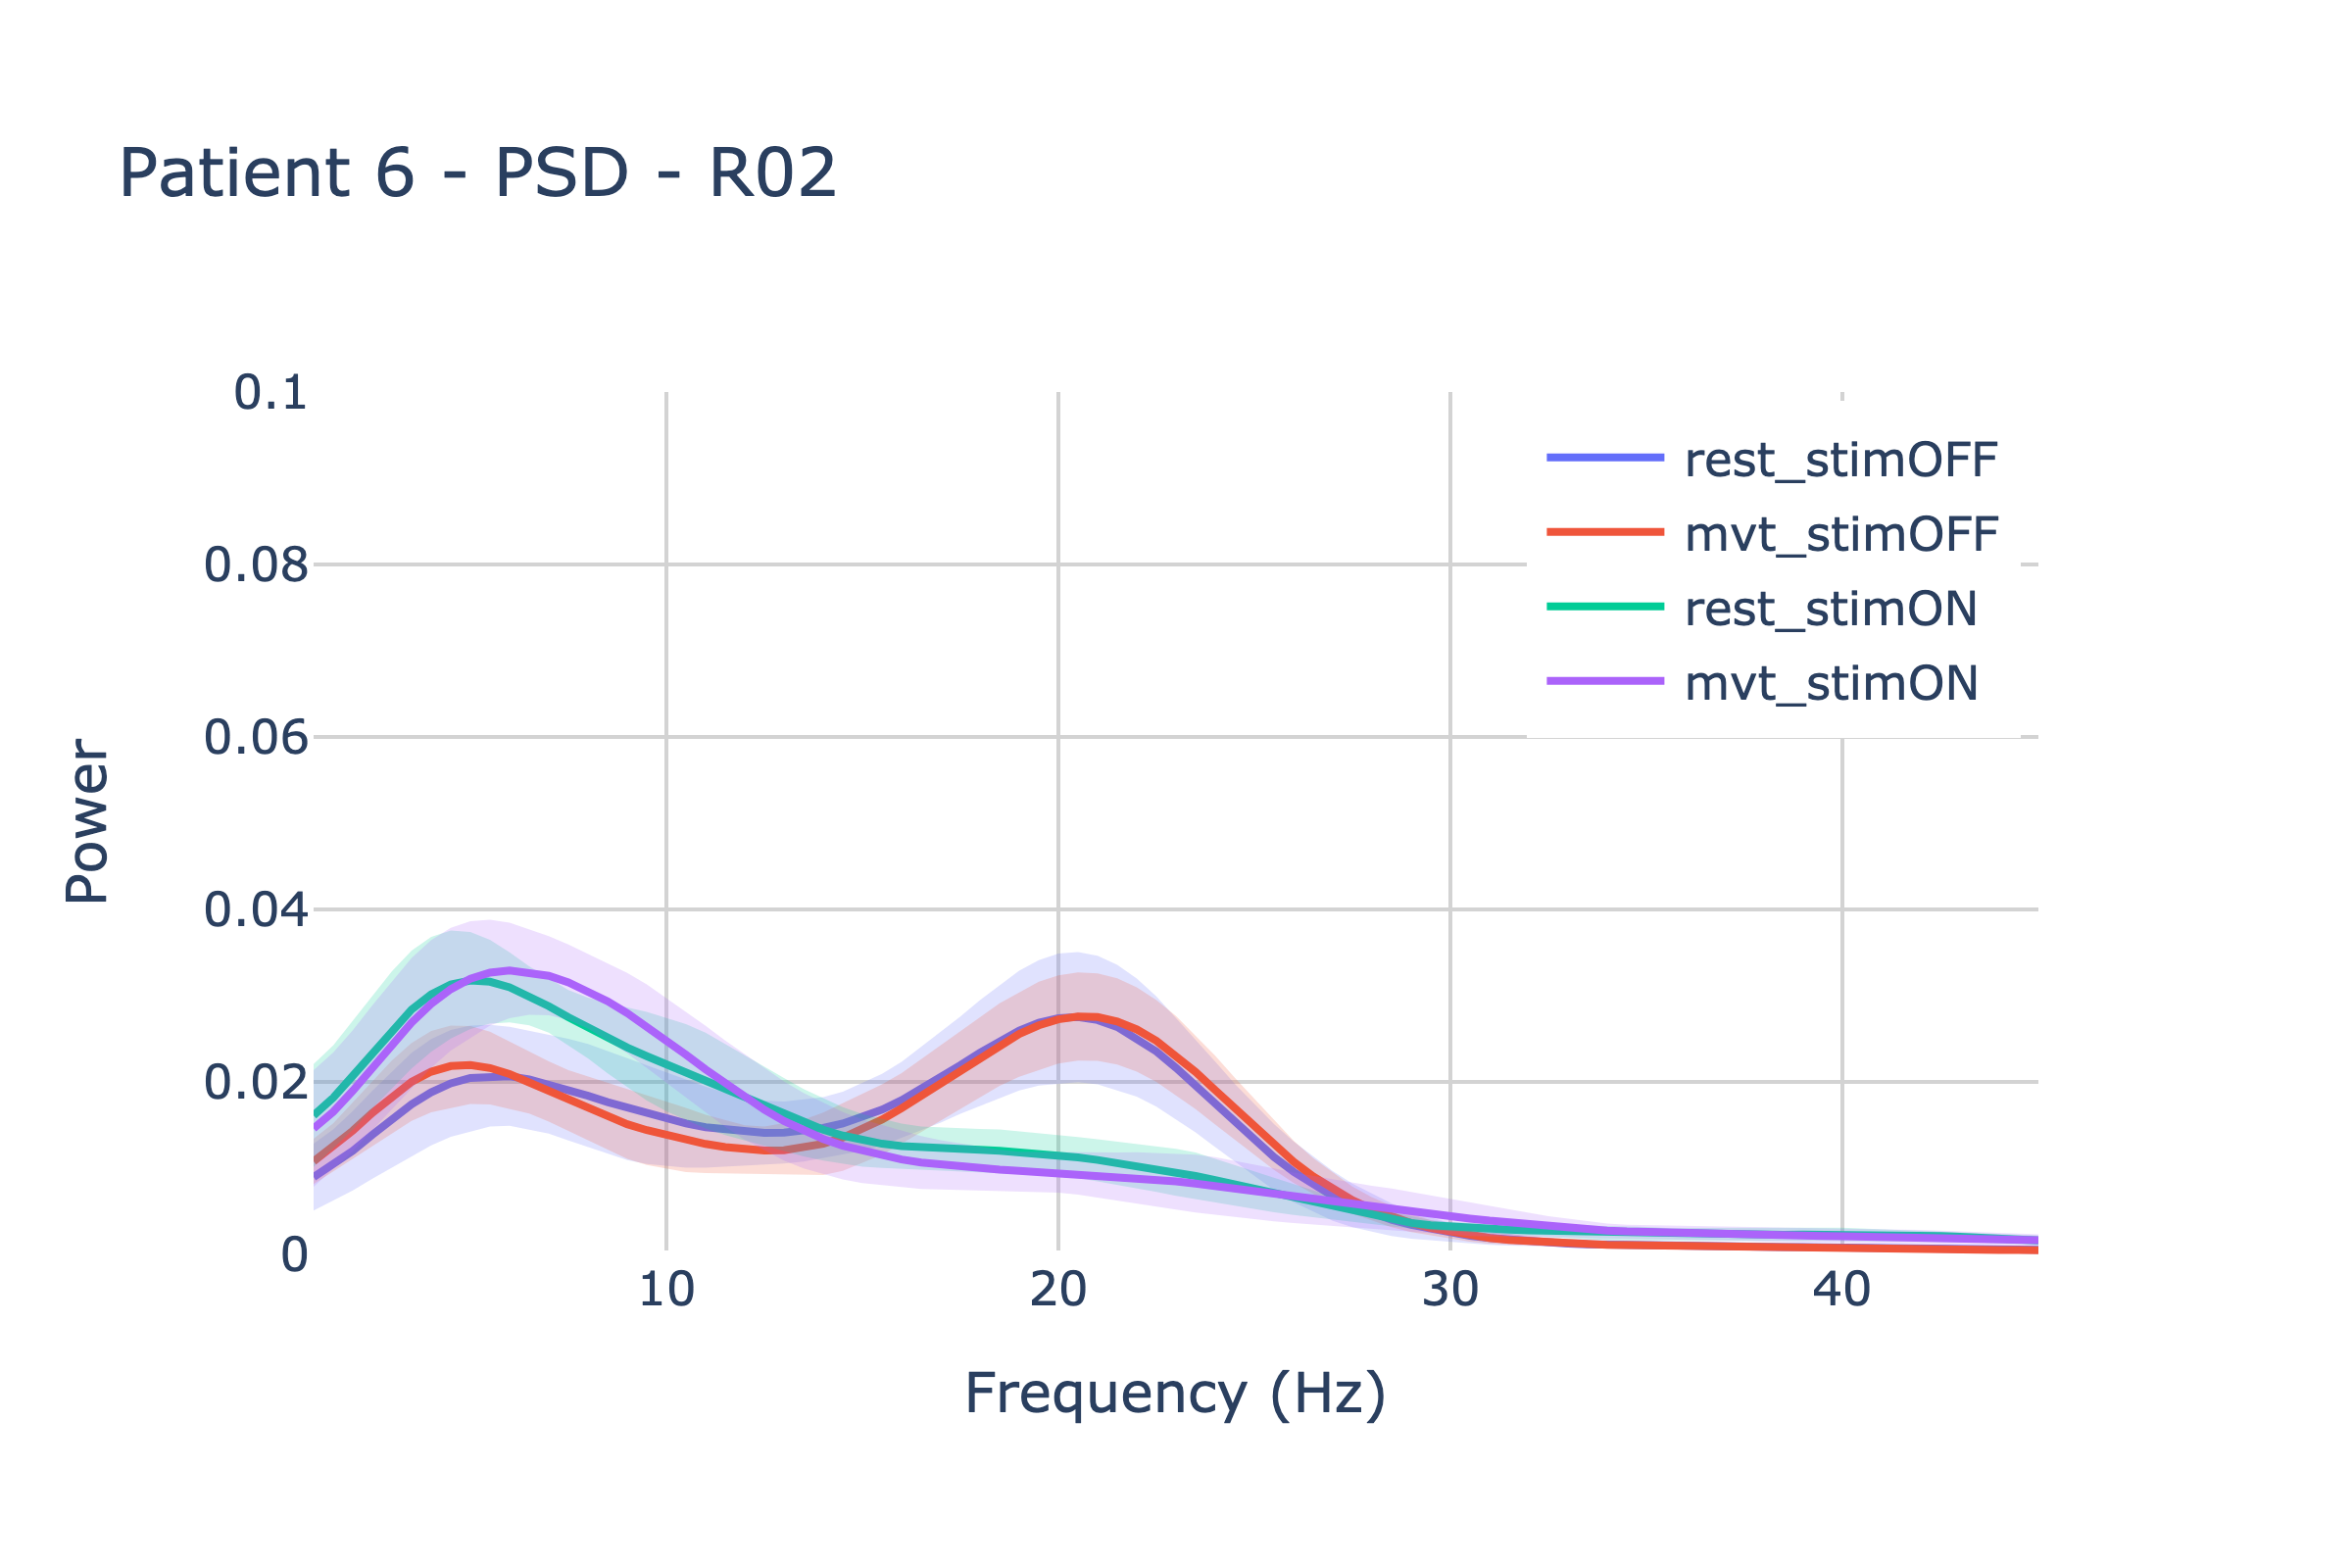 Patient 6 - PSD - R02
0.1
0.08
0.06
0.04
0.02
0
Power
10 20 30 40
Frequency (Hz)
rest_stimOFF
mvt_stimOFF
rest_stimON
mvt_stimON